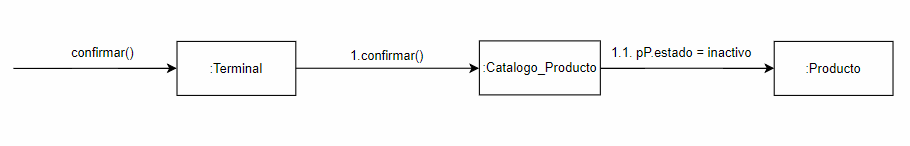 confirmar()
:Terminal
1.confirmar()
:Catalogo_Producto
1.1. pP.estado = inactivo
:Producto